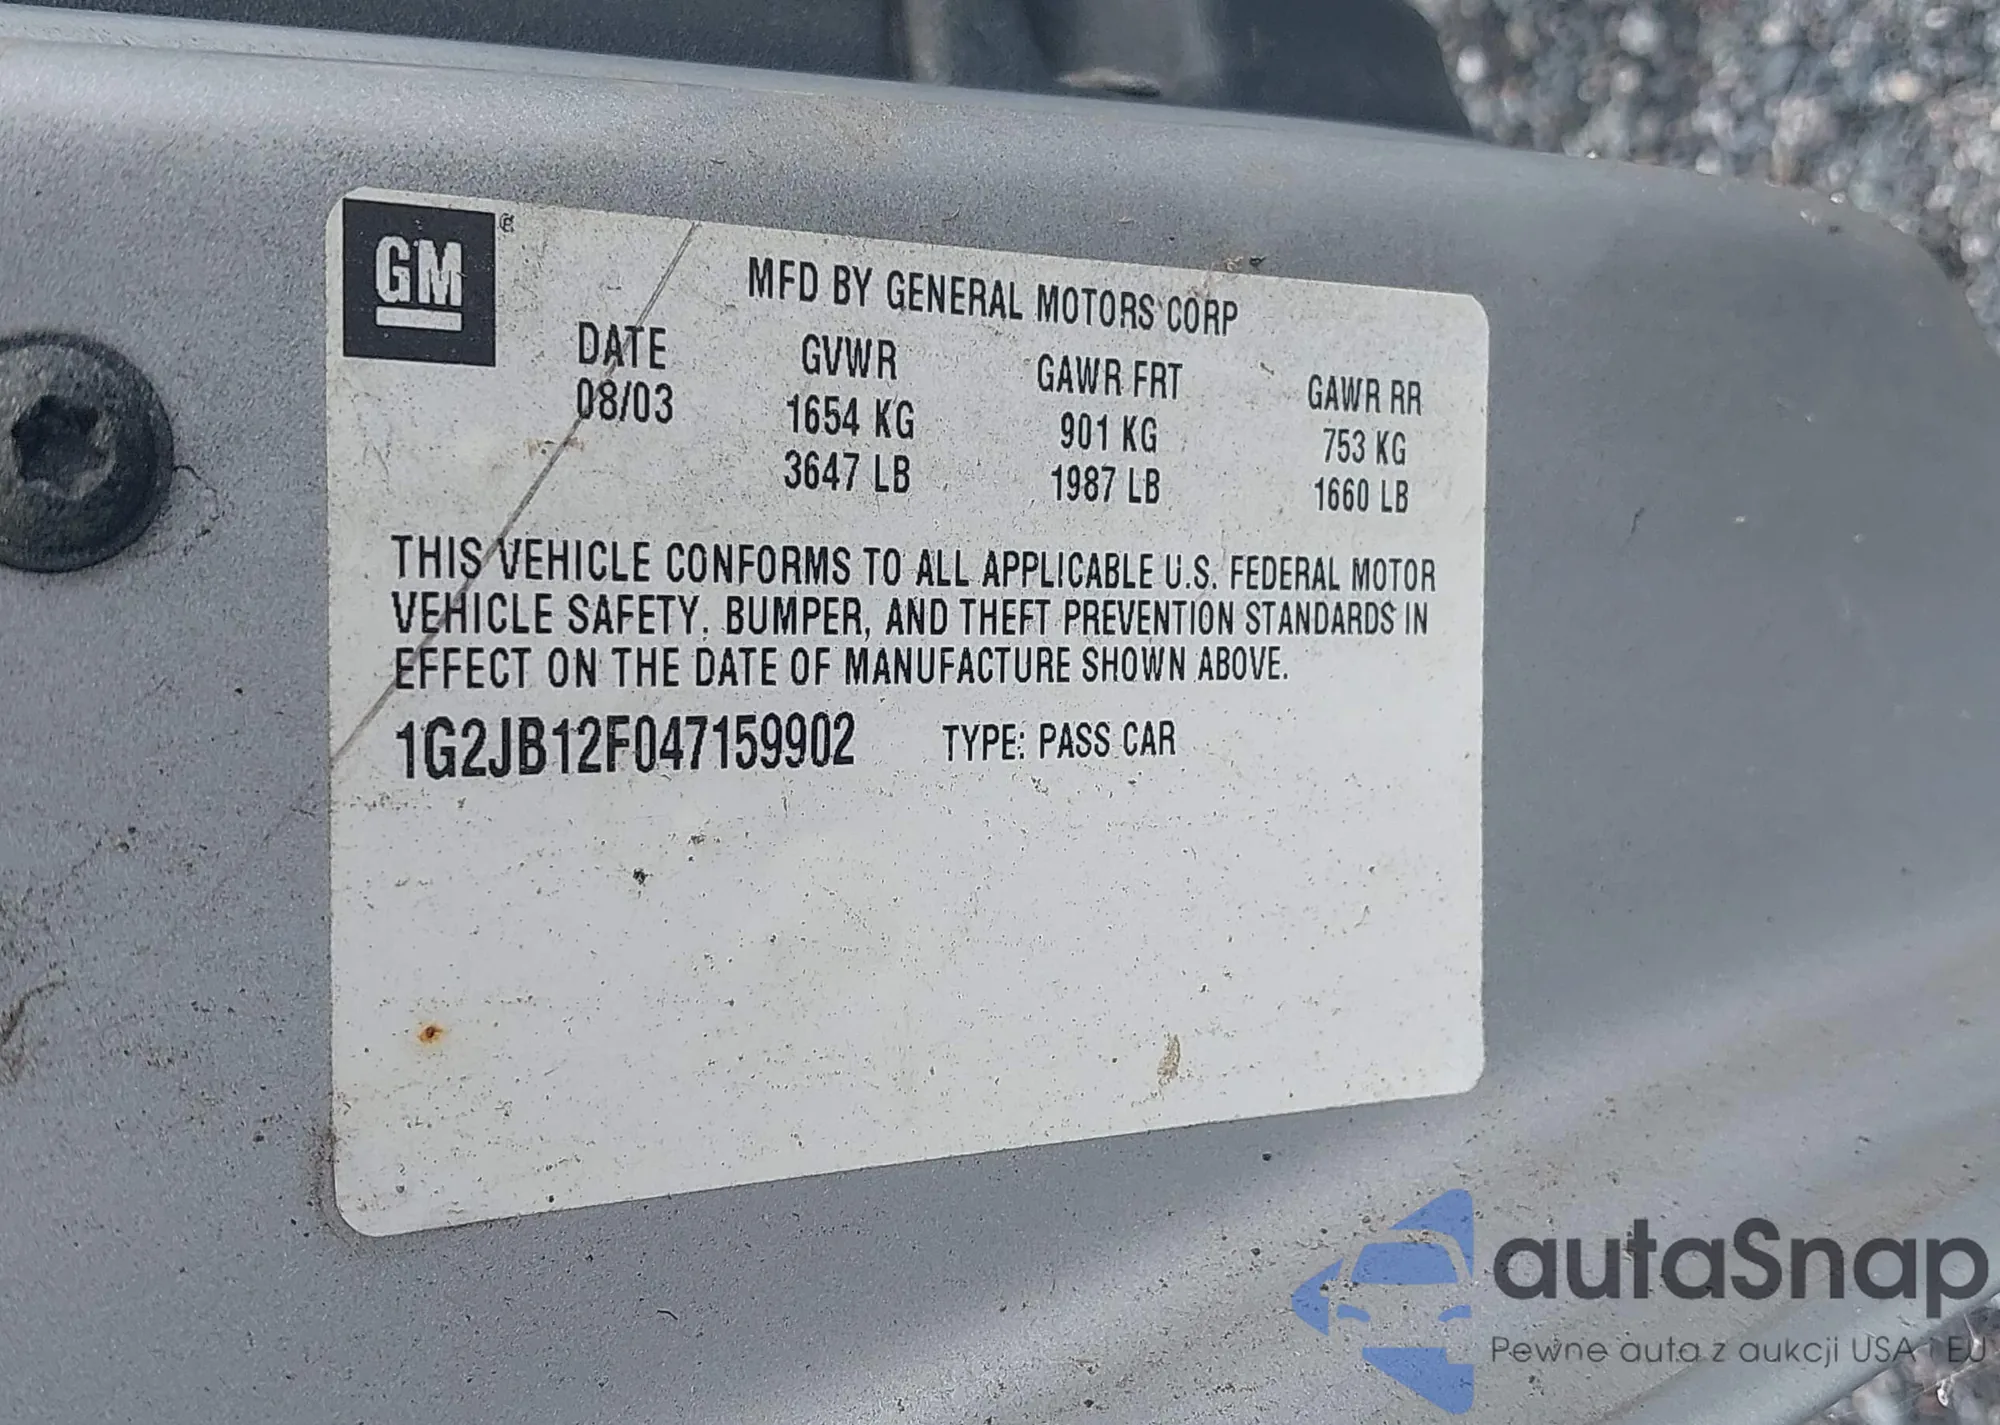 GM
MFD BY GENERAL MOTORS CORP
DATE GVWR GAWR FRT GAWR RR
08/03 1654 KG 901 KG 753 KG
3647 LB 1987 LB 1660 LB
THIS VEHICLE CONFORMS TO ALL APPLICABLE U.S. FEDERAL MOTOR
VEHICLE SAFETY, BUMPER, AND THEFT PREVENTION STANDARDS IN
EFFECT ON THE DATE OF MANUFACTURE SHOWN ABOVE.
1G2JB12F047159902 TYPE: PASS CAR
autaSnap
Pewne auta z aukcji USA i EU